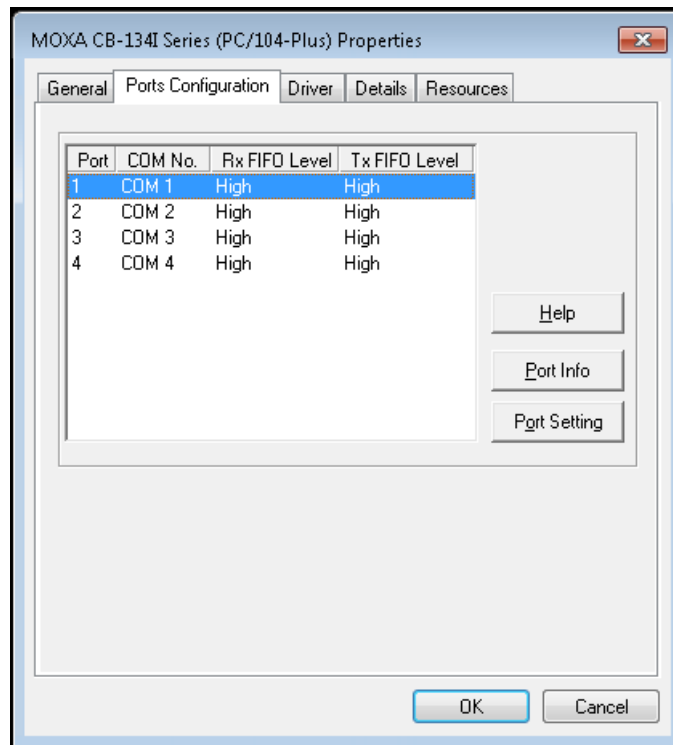 MOXA CB-134I Series (PC/104-Plus) Properties
General Ports Configuration Driver Details Resources
Port COM No. Rx FIFO Level Tx FIFO Level
1 COM 1 High High
2 COM 2 High High
3 COM 3 High High
4 COM 4 High High
Help
Port Info
Port Setting
OK Cancel